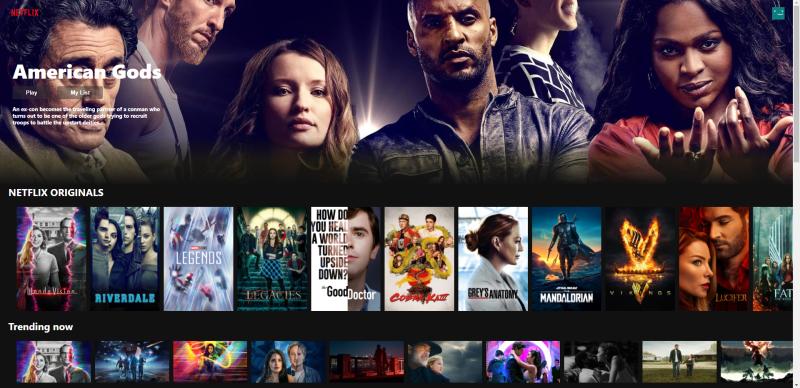 NETFLIX
American Gods
Play
My List
An ex-con becomes the traveling partner of a conman who
turns out to be one of the older gods trying to recruit
troops to battle the upstart deities.
NETFLIX ORIGINALS
WandaVision
RIVERDALE
LEGENDS
LEGACIES
HOW DO
YOU HEAL
A WORLD
TURNED
UPSIDE
DOWN?
the Good Doctor
COBRA KAI
GREY'S ANATOMY
MANDALORIAN
VIKINGS
LUCIFER
FAT
Trending now